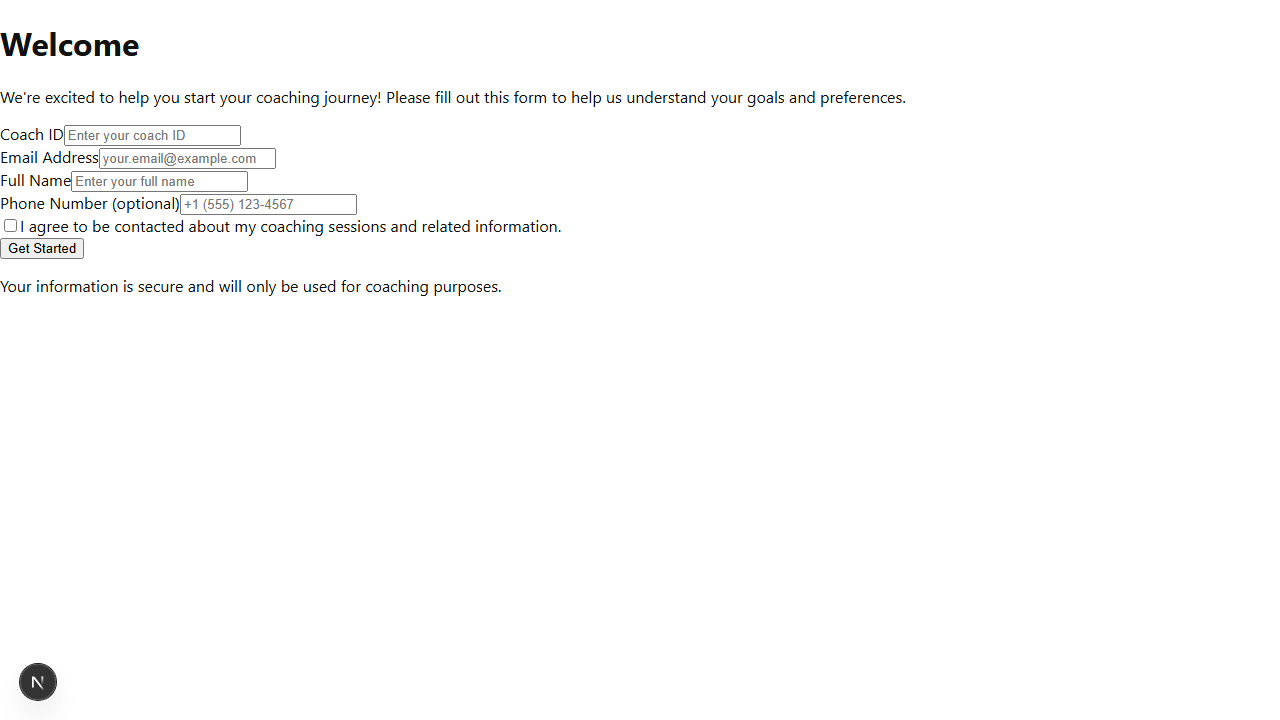 Welcome
We're excited to help you start your coaching journey! Please fill out this form to help us understand your goals and preferences.
Coach ID Enter your coach ID
Email Address your.email@example.com
Full Name Enter your full name
Phone Number (optional) +1 (555) 123-4567
I agree to be contacted about my coaching sessions and related information.
Get Started
Your information is secure and will only be used for coaching purposes.
N